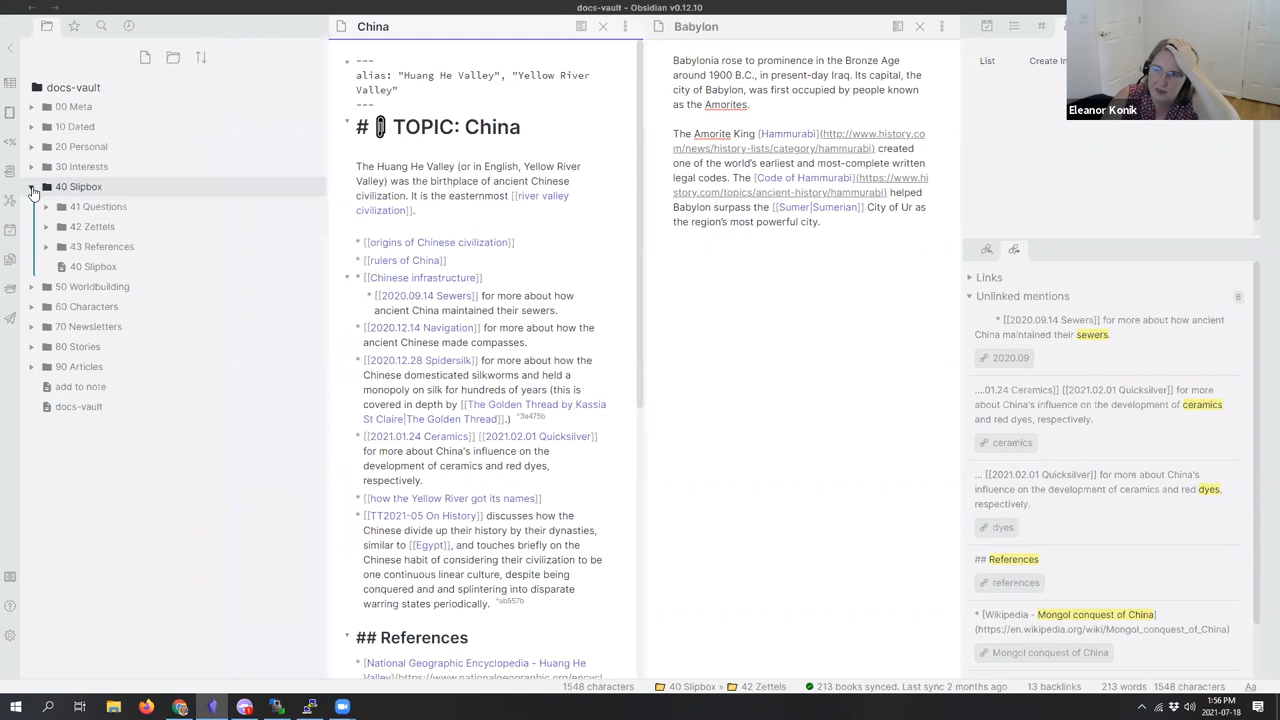 docs-vault - Obsidian v0.12.10
China
Babylon
List
Create In
Eleanor Konik
docs-vault
00 Meta
10 Dated
20 Personal
30 Interests
40 Slipbox
41 Questions
42 Zettels
43 References
40 Slipbox
50 Worldbuilding
60 Characters
70 Newsletters
80 Stories
90 Articles
add to note
docs-vault
---
alias: "Huang He Valley", "Yellow River
Valley"
---
# TOPIC: China
The Huang He Valley (or in English, Yellow River
Valley) was the birthplace of ancient Chinese
civilization. It is the easternmost [[river valley
civilization]].
* [[origins of Chinese civilization]]
* [[rulers of China]]
* [[Chinese infrastructure]]
* [[2020.09.14 Sewers]] for more about how
ancient China maintained their sewers.
* [[2020.12.14 Navigation]] for more about how the
ancient Chinese made compasses.
* [[2020.12.28 Spidersilk]] for more about how the
Chinese domesticated silkworms and held a
monopoly on silk for hundreds of years (this is
covered in depth by [[The Golden Thread by Kassia
St Claire|The Golden Thread]].) ^3a475b
* [[2021.01.24 Ceramics]] [[2021.02.01 Quicksilver]]
for more about China's influence on the
development of ceramics and red dyes,
respectively.
* [[how the Yellow River got its names]]
* [[TT2021-05 On History]] discusses how the
Chinese divide up their history by their dynasties,
similar to [[Egypt]], and touches briefly on the
Chinese habit of considering their civilization to be
one continuous linear culture, despite being
conquered and and splintering into disparate
warring states periodically. ^ab557b
## References
* [National Geographic Encyclopedia - Huang He
Valley](https://www.nationalgeographic.org/encycl
Babylonia rose to prominence in the Bronze Age
around 1900 B.C., in present-day Iraq. Its capital, the
city of Babylon, was first occupied by people known
as the Amorites.
The Amorite King [Hammurabi](http://www.history.co
m/news/history-lists/category/hammurabi) created
one of the world's earliest and most-complete written
legal codes. The [Code of Hammurabi](https://www.hi
story.com/topics/ancient-history/hammurabi) helped
Babylon surpass the [[Sumer|Sumerian]] City of Ur as
the region's most powerful city.
Links
Unlinked mentions
6
* [[2020.09.14 Sewers]] for more about how ancient
China maintained their sewers.
2020.09
....01.24 Ceramics]] [[2021.02.01 Quicksilver]] for more
about China's influence on the development of ceramics
and red dyes, respectively.
ceramics
... [[2021.02.01 Quicksilver]] for more about China's
influence on the development of ceramics and red dyes,
respectively.
dyes
## References
references
* [Wikipedia - Mongol conquest of China]
(https://en.wikipedia.org/wiki/Mongol_conquest_of_China)
Mongol conquest of China
1548 characters
40 Slipbox » 42 Zettels
213 books synced. Last sync 2 months ago
13 backlinks
213 words
1548 characters
1:56 PM
2021-07-18